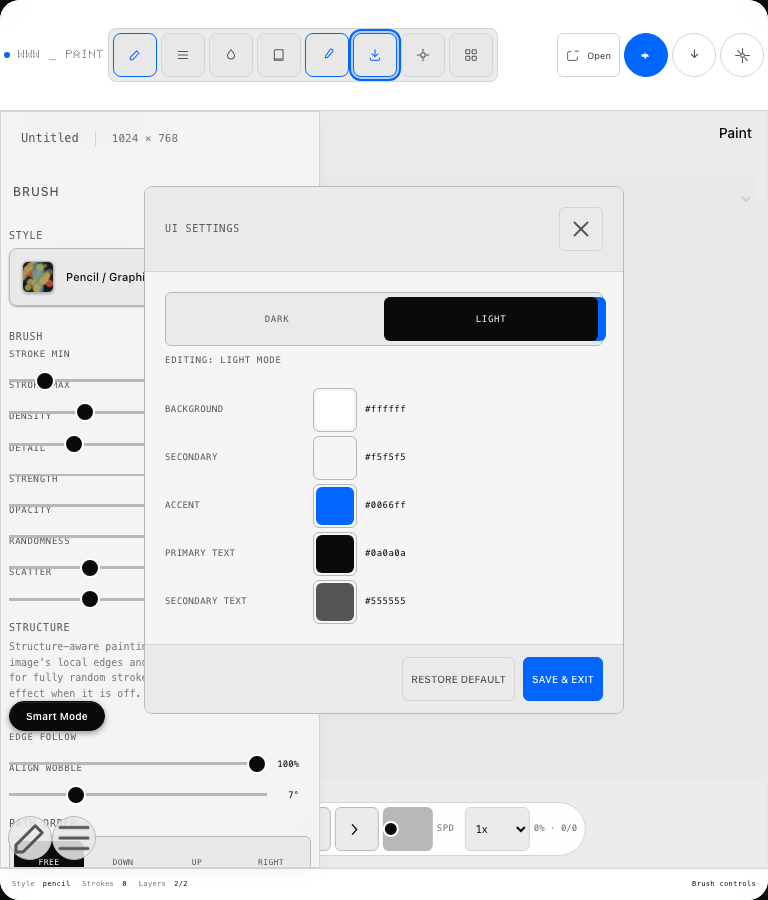 WWW _ PAINT
Open
Untitled
1024 × 768
Paint
BRUSH
STYLE
Pencil / Graphi
BRUSH
STROKE MIN
STROKE MAX
DENSITY
DETAIL
STRENGTH
OPACITY
RANDOMNESS
SCATTER
STRUCTURE
Structure-aware paintin
image's local edges and
for fully random stroke
effect when it is off.
Smart Mode
EDGE FOLLOW
100%
ALIGN WOBBLE
7°
FREE
DOWN
UP
RIGHT
UI SETTINGS
DARK
LIGHT
EDITING: LIGHT MODE
BACKGROUND
#ffffff
SECONDARY
#f5f5f5
ACCENT
#0066ff
PRIMARY TEXT
#0a0a0a
SECONDARY TEXT
#555555
RESTORE DEFAULT
SAVE & EXIT
SPD
1x
0% · 0/0
Style pencil Strokes 0 Layers 2/2
Brush controls